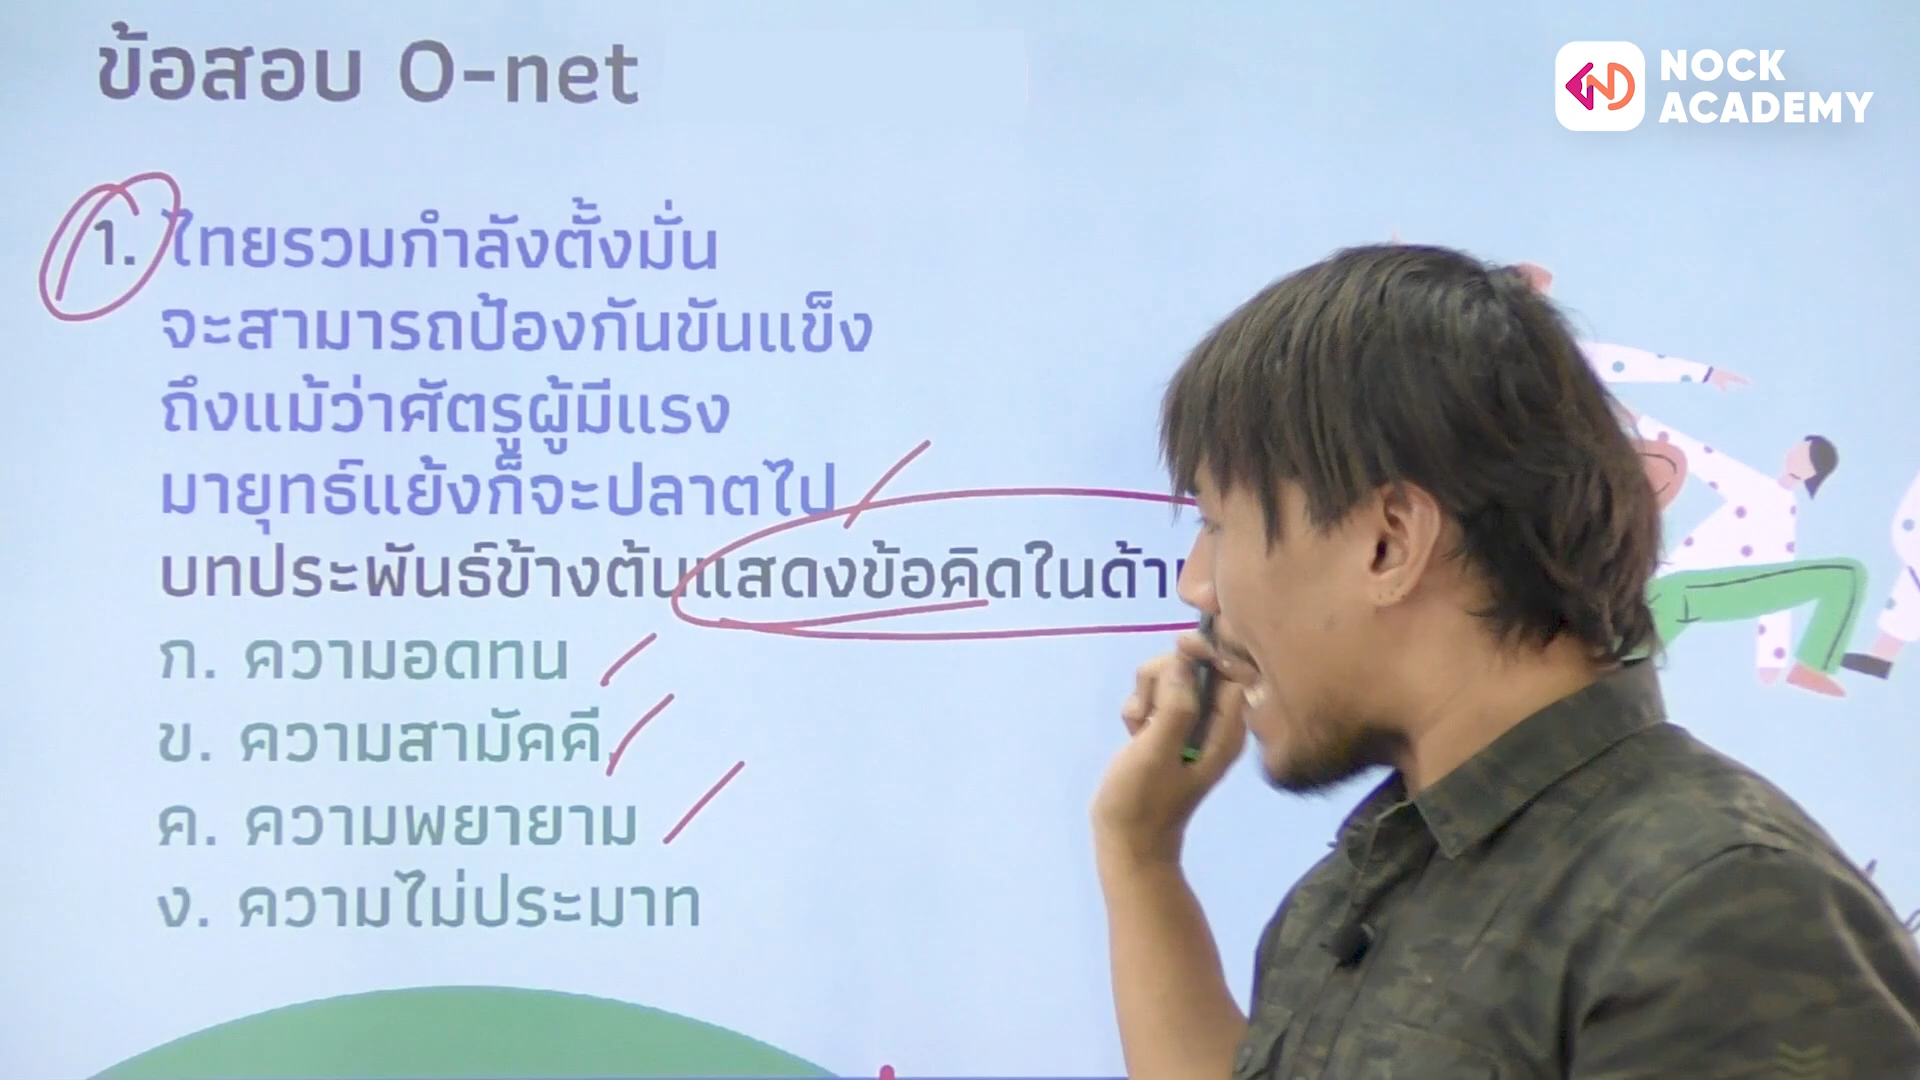 ข้อสอบ O-net
NOCK
ACADEMY
1. ไทยรวมกำลังตั้งมั่น
จะสามารถป้องกันขันแข็ง
ถึงแม้ว่าศัตรูผู้มีแรง
มายุทธ์แย้งก็จะปลาตไป
บทประพันธ์ข้างต้นแสดงข้อคิดในด้าน
ก. ความอดทน
ข. ความสามัคคี
ค. ความพยายาม
ง. ความไม่ประมาท